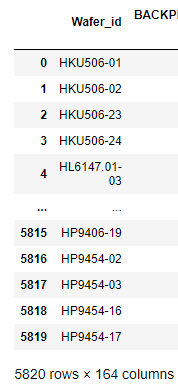 Wafer_id BACKPI
0 HKU506-01
1 HKU506-02
2 HKU506-23
3 HKU506-24
4 HL6147.01-
03
... ...
5815 HP9406-19
5816 HP9454-02
5817 HP9454-03
5818 HP9454-16
5819 HP9454-17
5820 rows × 164 columns